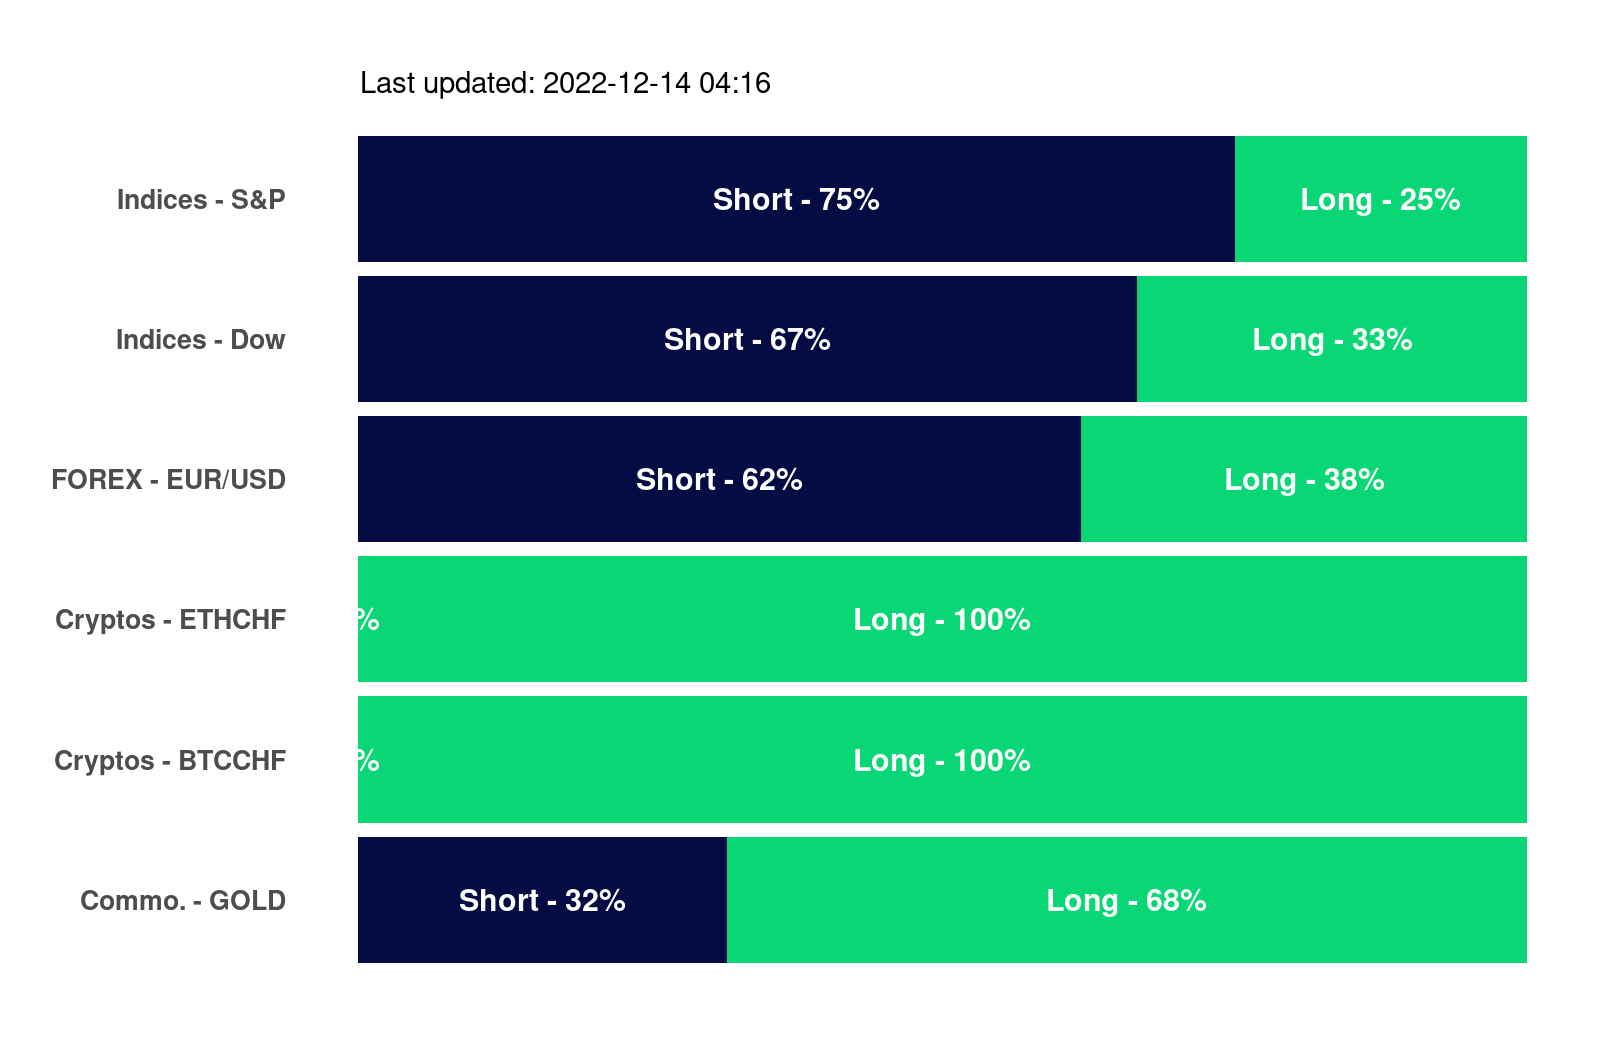 Last updated: 2022-12-14 04:16
Indices - S&P Short - 75% Long - 25%
Indices - Dow Short - 67% Long - 33%
FOREX - EUR/USD Short - 62% Long - 38%
Cryptos - ETHCHF % Long - 100%
Cryptos - BTCCHF % Long - 100%
Commo. - GOLD Short - 32% Long - 68%